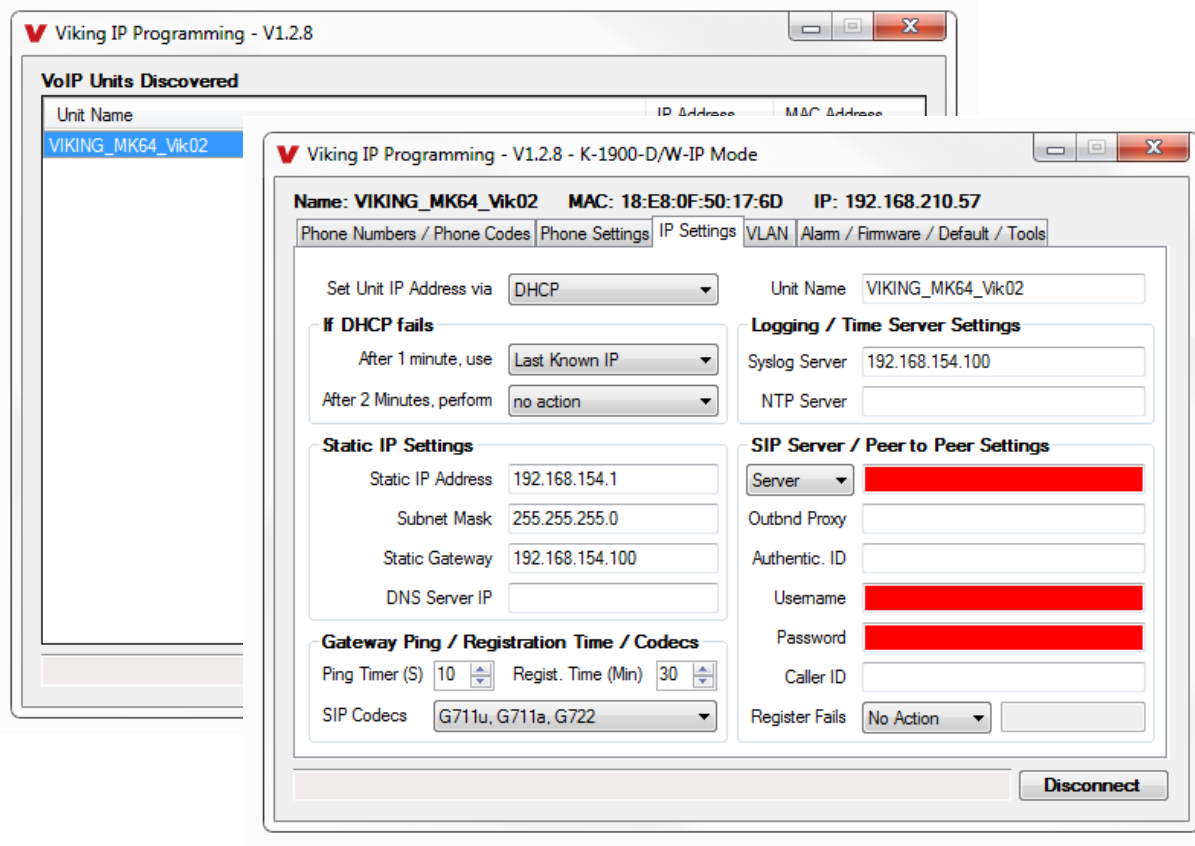 Viking IP Programming - V1.2.8
VoIP Units Discovered
Unit Name IP Address MAC Address
VIKING_MK64_Vik02
Viking IP Programming - V1.2.8 - K-1900-D/W-IP Mode
Name: VIKING_MK64_Vik02 MAC: 18:E8:0F:50:17:6D IP: 192.168.210.57
Phone Numbers / Phone Codes Phone Settings IP Settings VLAN Alarm / Firmware / Default / Tools
Set Unit IP Address via DHCP
If DHCP fails
After 1 minute, use Last Known IP
After 2 Minutes, perform no action
Static IP Settings
Static IP Address 192.168.154.1
Subnet Mask 255.255.255.0
Static Gateway 192.168.154.100
DNS Server IP
Gateway Ping / Registration Time / Codecs
Ping Timer (S) 10 Regist. Time (Min) 30
SIP Codecs G711u, G711a, G722
Unit Name VIKING_MK64_Vik02
Logging / Time Server Settings
Syslog Server 192.168.154.100
NTP Server
SIP Server / Peer to Peer Settings
Server
Outbnd Proxy
Authentic. ID
Username
Password
Caller ID
Register Fails No Action
Disconnect